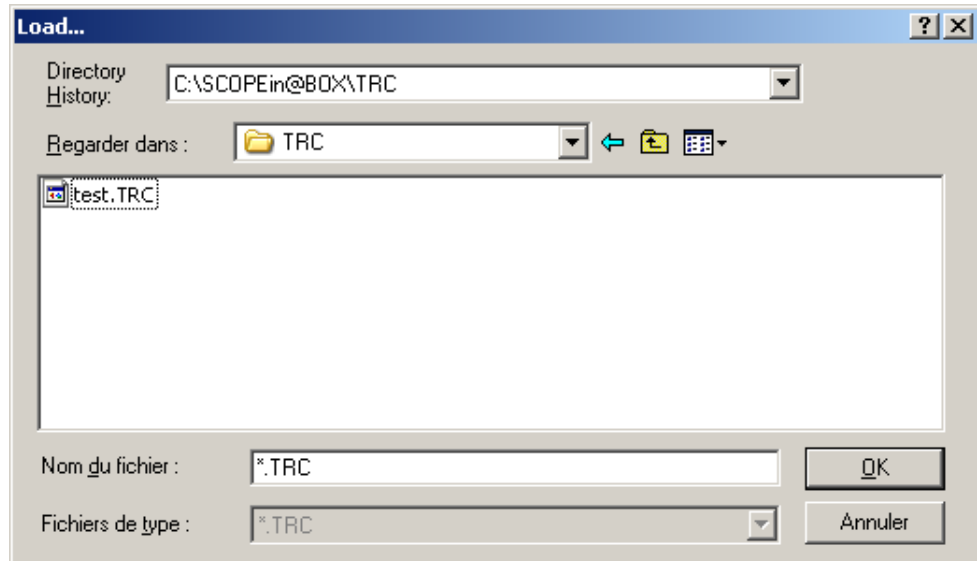 Load...
Directory
History:
C:\SCOPEin@BOX\TRC
Regarder dans :
TRC
test.TRC
Nom du fichier :
*.TRC
OK
Fichiers de type :
*.TRC
Annuler